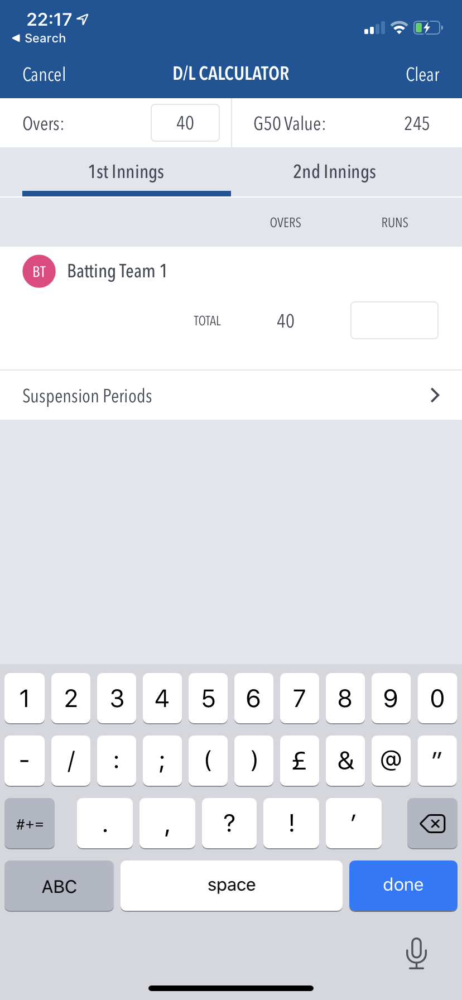 22:17
◀ Search
Cancel D/L CALCULATOR Clear
Overs: 40 G50 Value: 245
1st Innings 2nd Innings
OVERS RUNS
BT Batting Team 1
TOTAL 40
Suspension Periods
1 2 3 4 5 6 7 8 9 0
- / : ; ( ) £ & @ "
#+= . , ? ! '
ABC space done